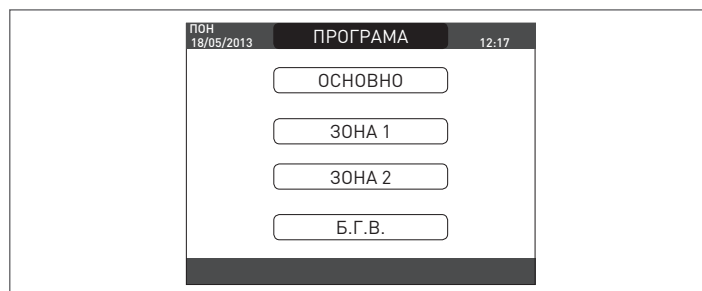 ПОН
18/05/2013
ПРОГРАМА
12:17
ОСНОВНО
ЗОНА 1
ЗОНА 2
Б.Г.В.